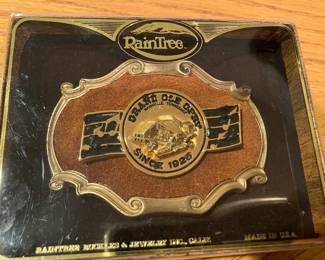 RainTree
GRAND OLE OPRY
SINCE 1925
RAINTREE BUCKLES & JEWELRY INC., CALIF.
MADE IN U.S.A.